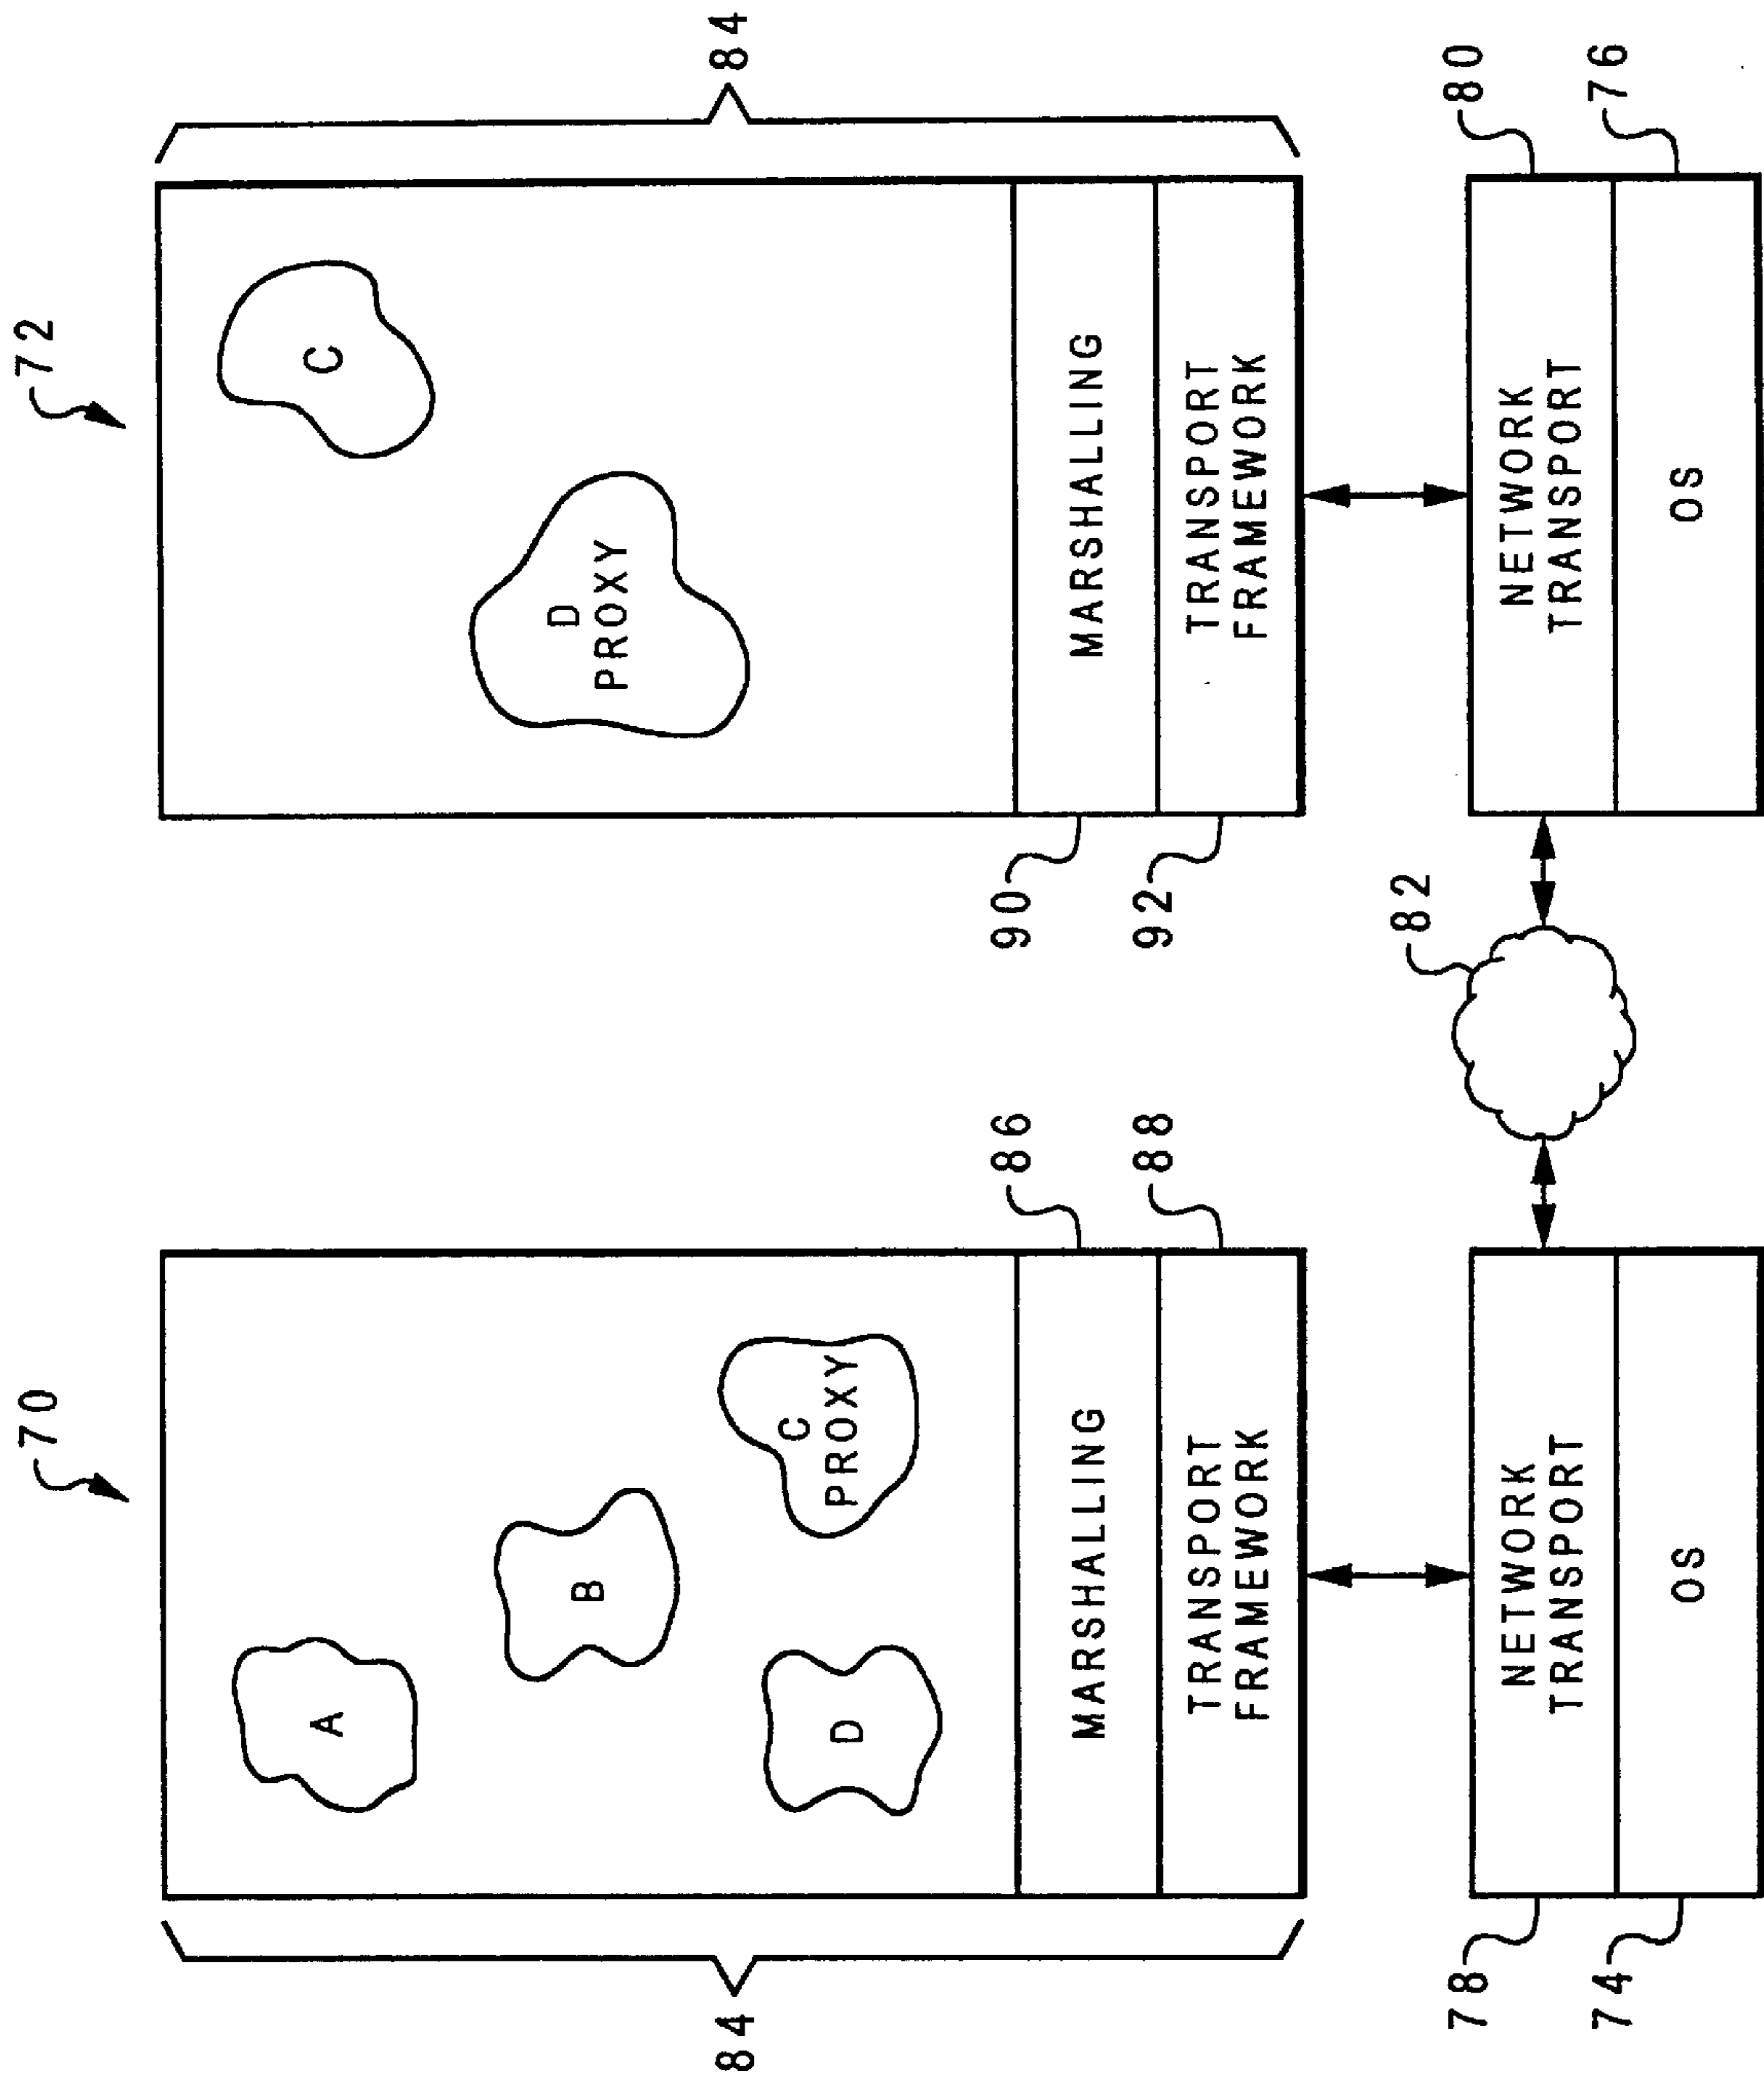 70
72
84
A
B
D
C
PROXY
MARSHALLING
TRANSPORT
FRAMEWORK
86
88
84
C
D
PROXY
MARSHALLING
TRANSPORT
FRAMEWORK
90
92
78
74
NETWORK
TRANSPORT
OS
82
NETWORK
TRANSPORT
OS
80
76